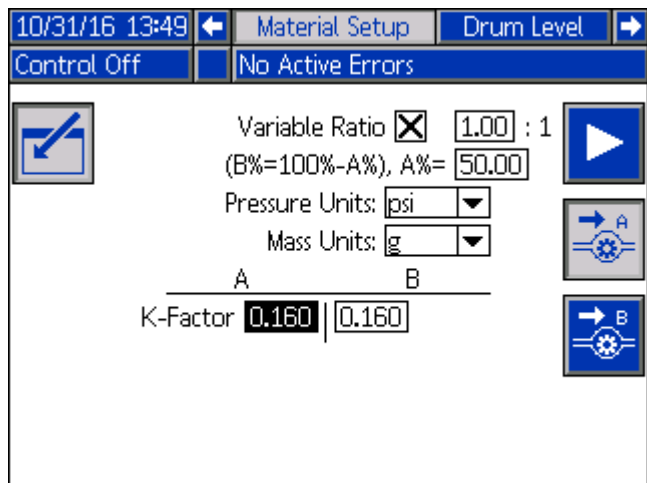 10/31/16 13:49 Material Setup Drum Level
Control Off No Active Errors
Variable Ratio 1.00 : 1
(B%=100%-A%), A%= 50.00
Pressure Units: psi
Mass Units: g
A B
K-Factor 0.160 0.160
A
B